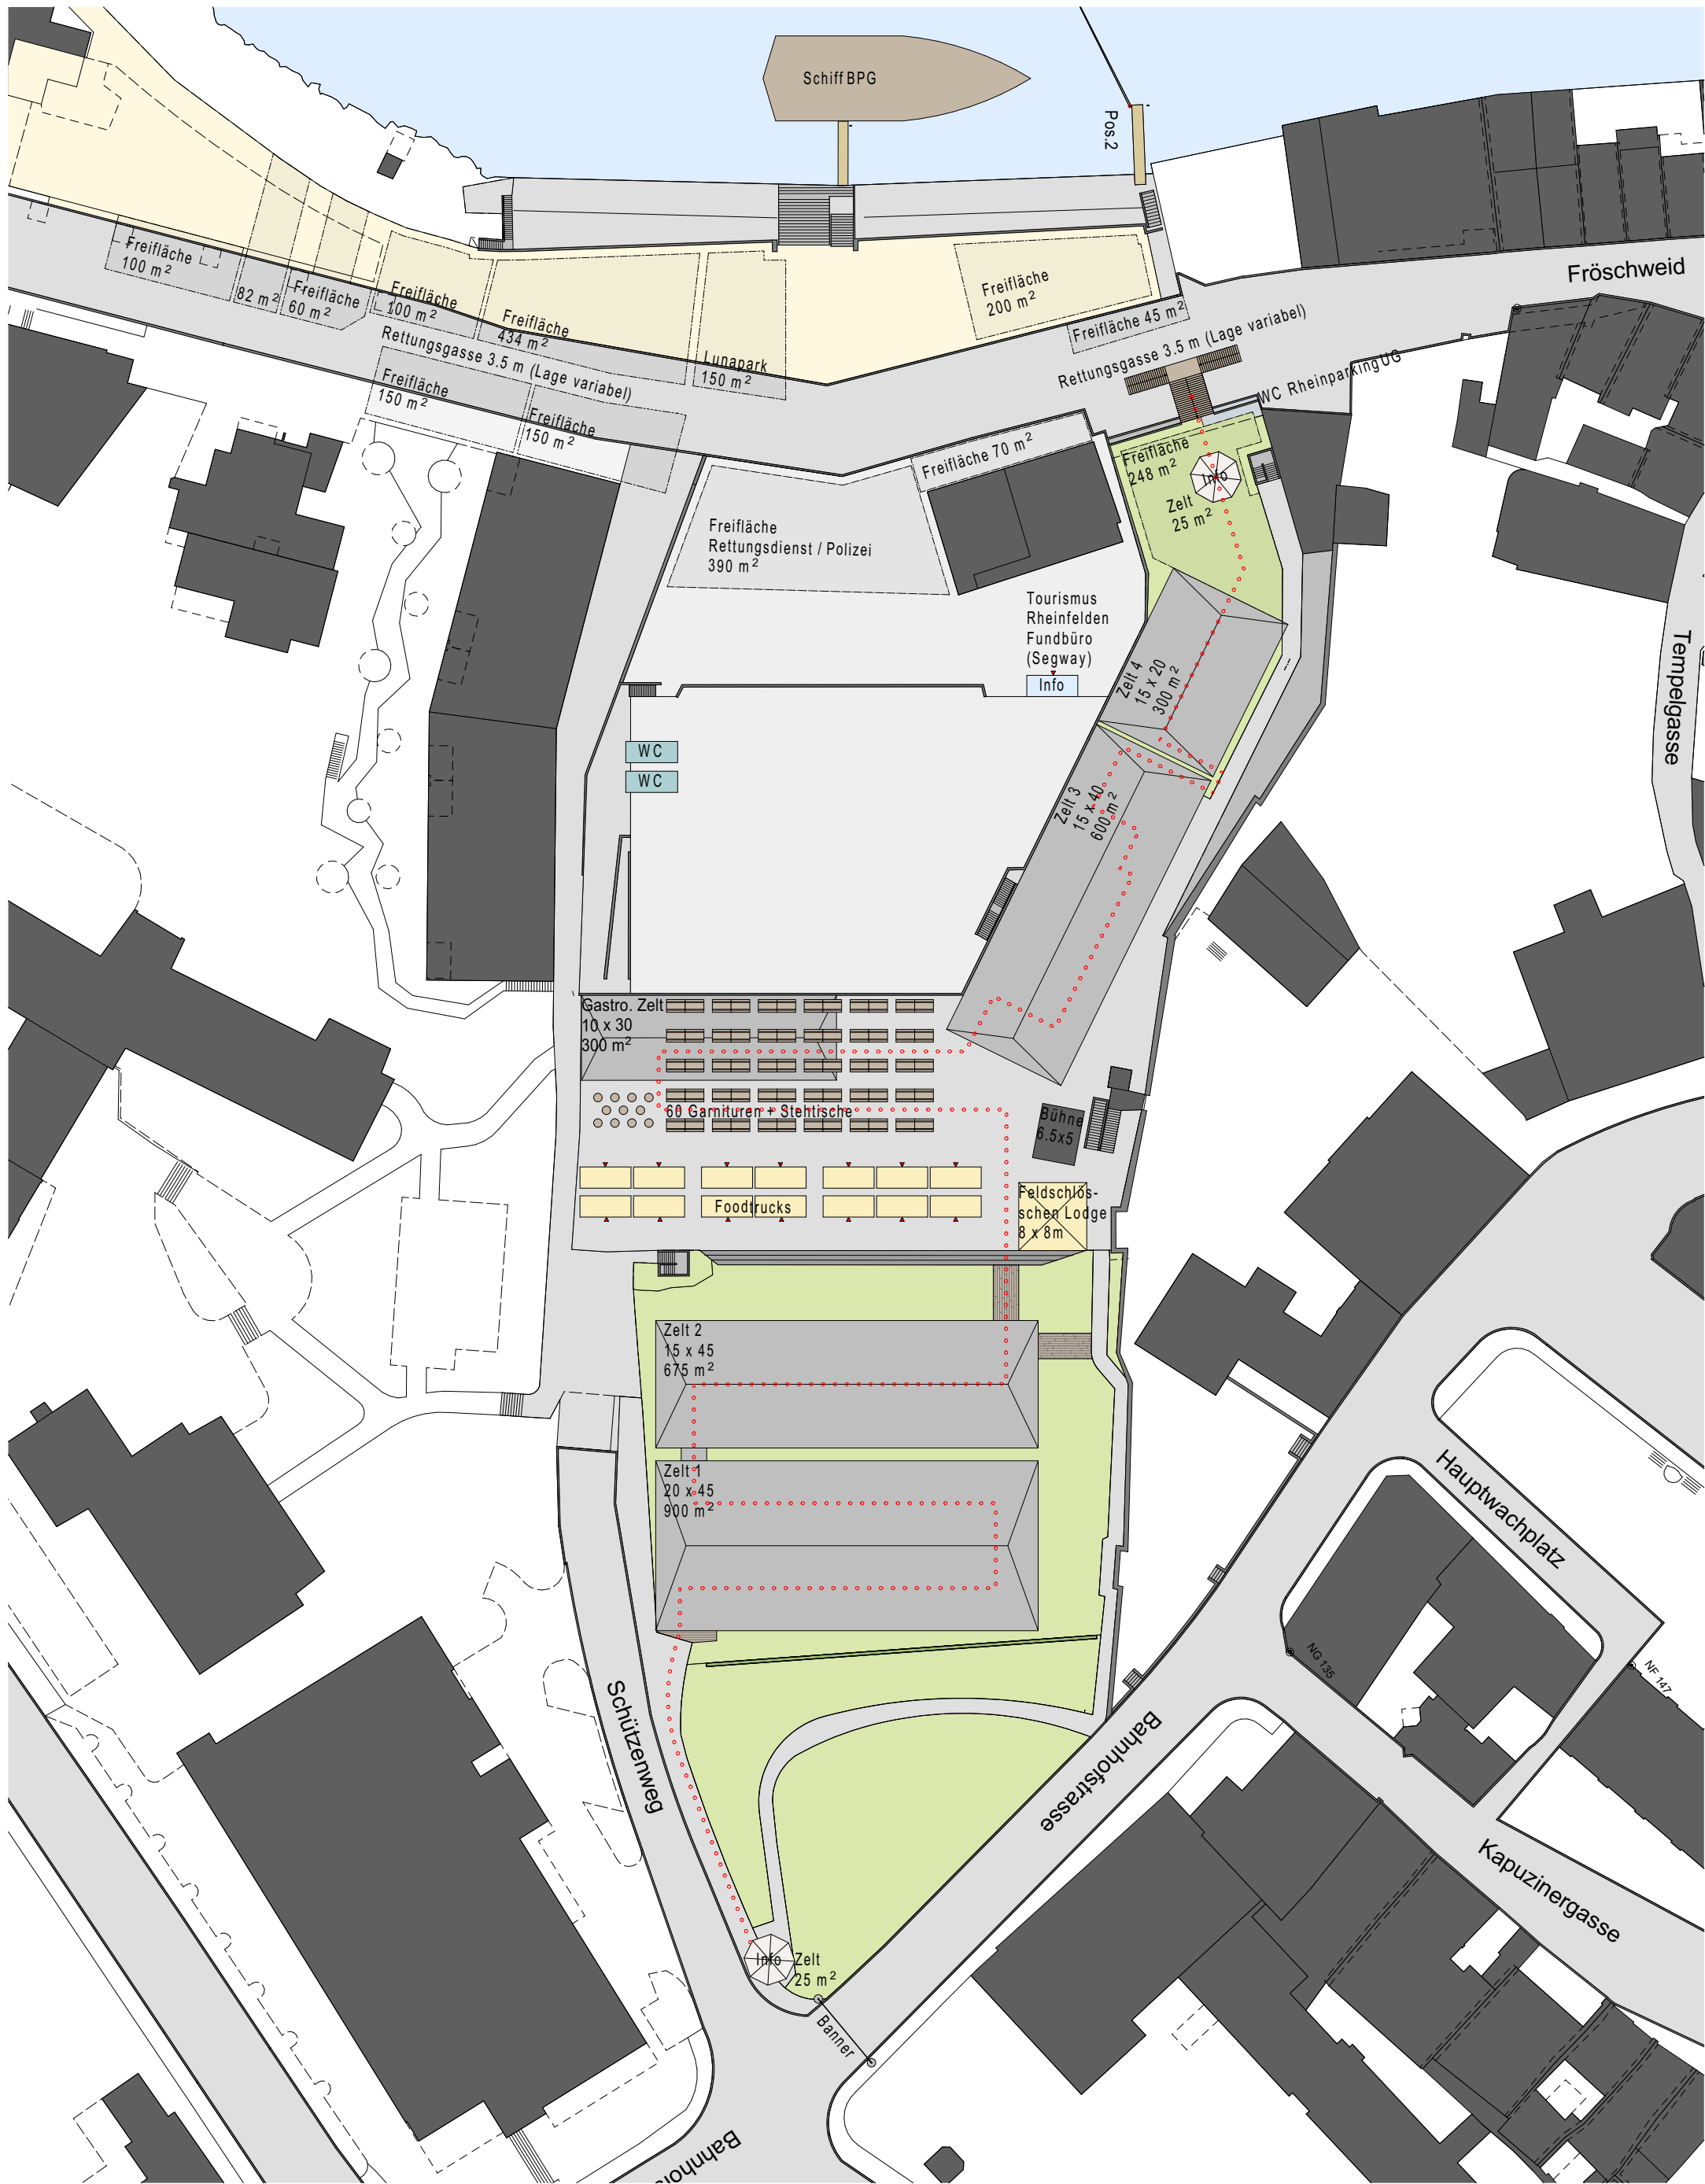 Schiff BPG
Pos.2
Fröschweid
Freifläche
100 m²
82 m²
Freifläche
60 m²
Freifläche
100 m²
Freifläche
434 m²
Lunapark
150 m²
Freifläche
200 m²
Freifläche 45 m²
Rettungsgasse 3.5 m (Lage variabel)
Rettungsgasse 3.5 m (Lage variabel)
WC Rheinparking UG
Freifläche
150 m²
Freifläche
150 m²
Freifläche 70 m²
Freifläche
248 m²
Info
Zelt
25 m²
Freifläche
Rettungsdienst / Polizei
390 m²
Tourismus
Rheinfelden
Fundbüro
(Segway)
Info
Tempelgasse
Zelt 4
15 x 20
300 m²
WC
WC
Zelt 3
15 x 40
600 m²
Gastro. Zelt
10 x 30
300 m²
60 Garnituren + Stehtische
Bühne
6.5x5
Foodtrucks
Feldschlös-
schen Lodge
8 x 8m
Zelt 2
15 x 45
675 m²
Zelt 1
20 x 45
900 m²
Hauptwachplatz
NG 135
NF 147
Schützenweg
Bahnhofstrasse
Kapuzinergasse
Info
Zelt
25 m²
Banner
Bahnhof